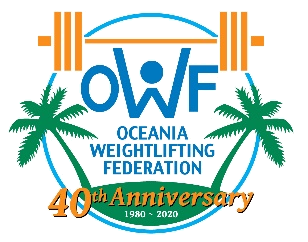 OWF
OCEANIA
WEIGHTLIFTING
FEDERATION
40th Anniversary
1980 ~ 2020